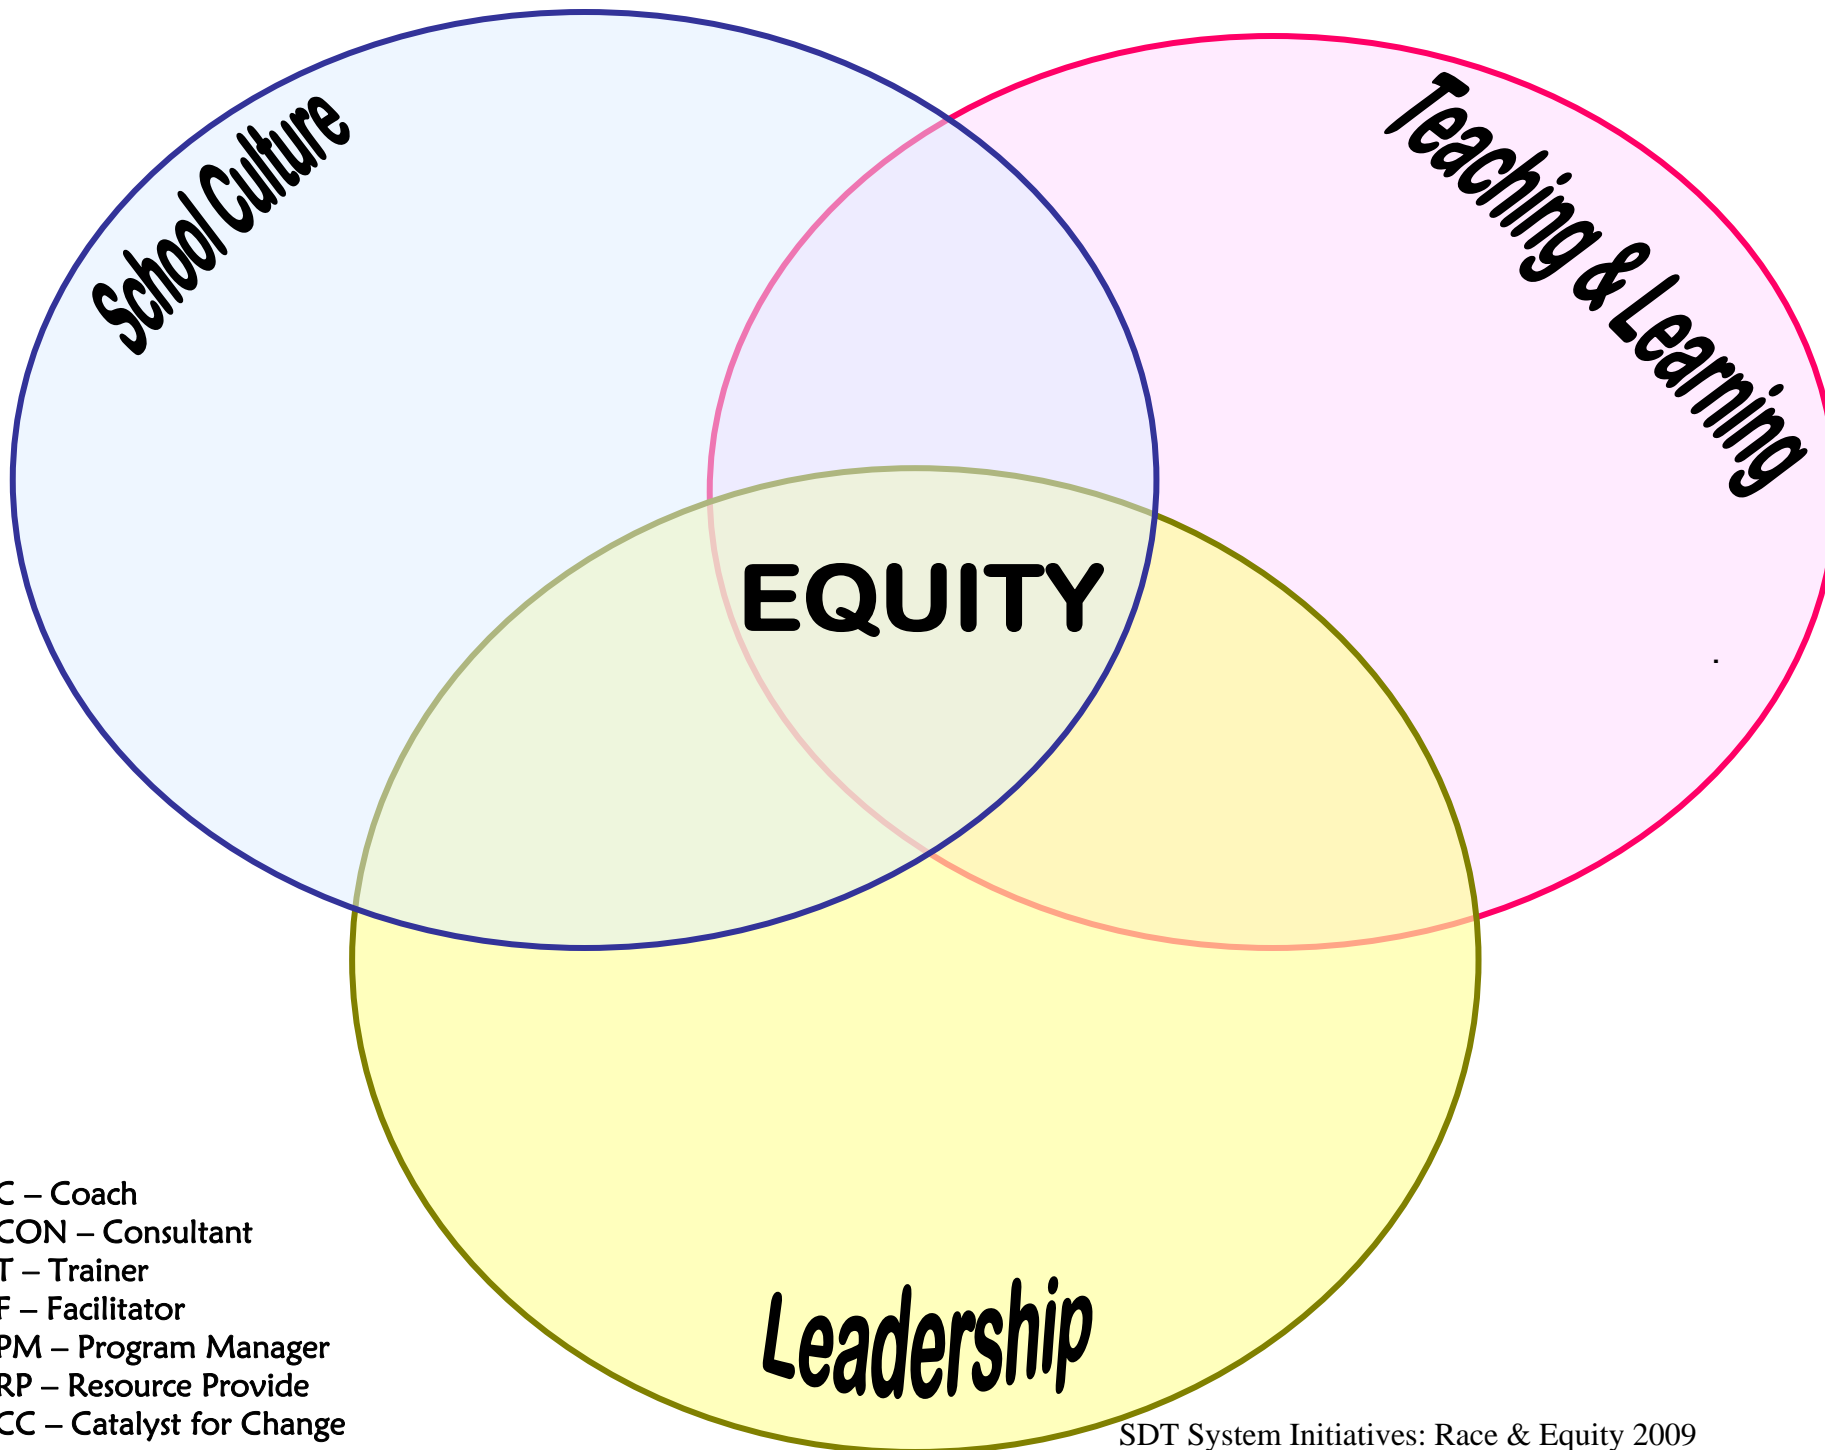 School Culture
Teaching & Learning
EQUITY
.
Leadership
C – Coach
CON – Consultant
T – Trainer
F – Facilitator
PM – Program Manager
RP – Resource Provide
CC – Catalyst for Change
SDT System Initiatives: Race & Equity 2009